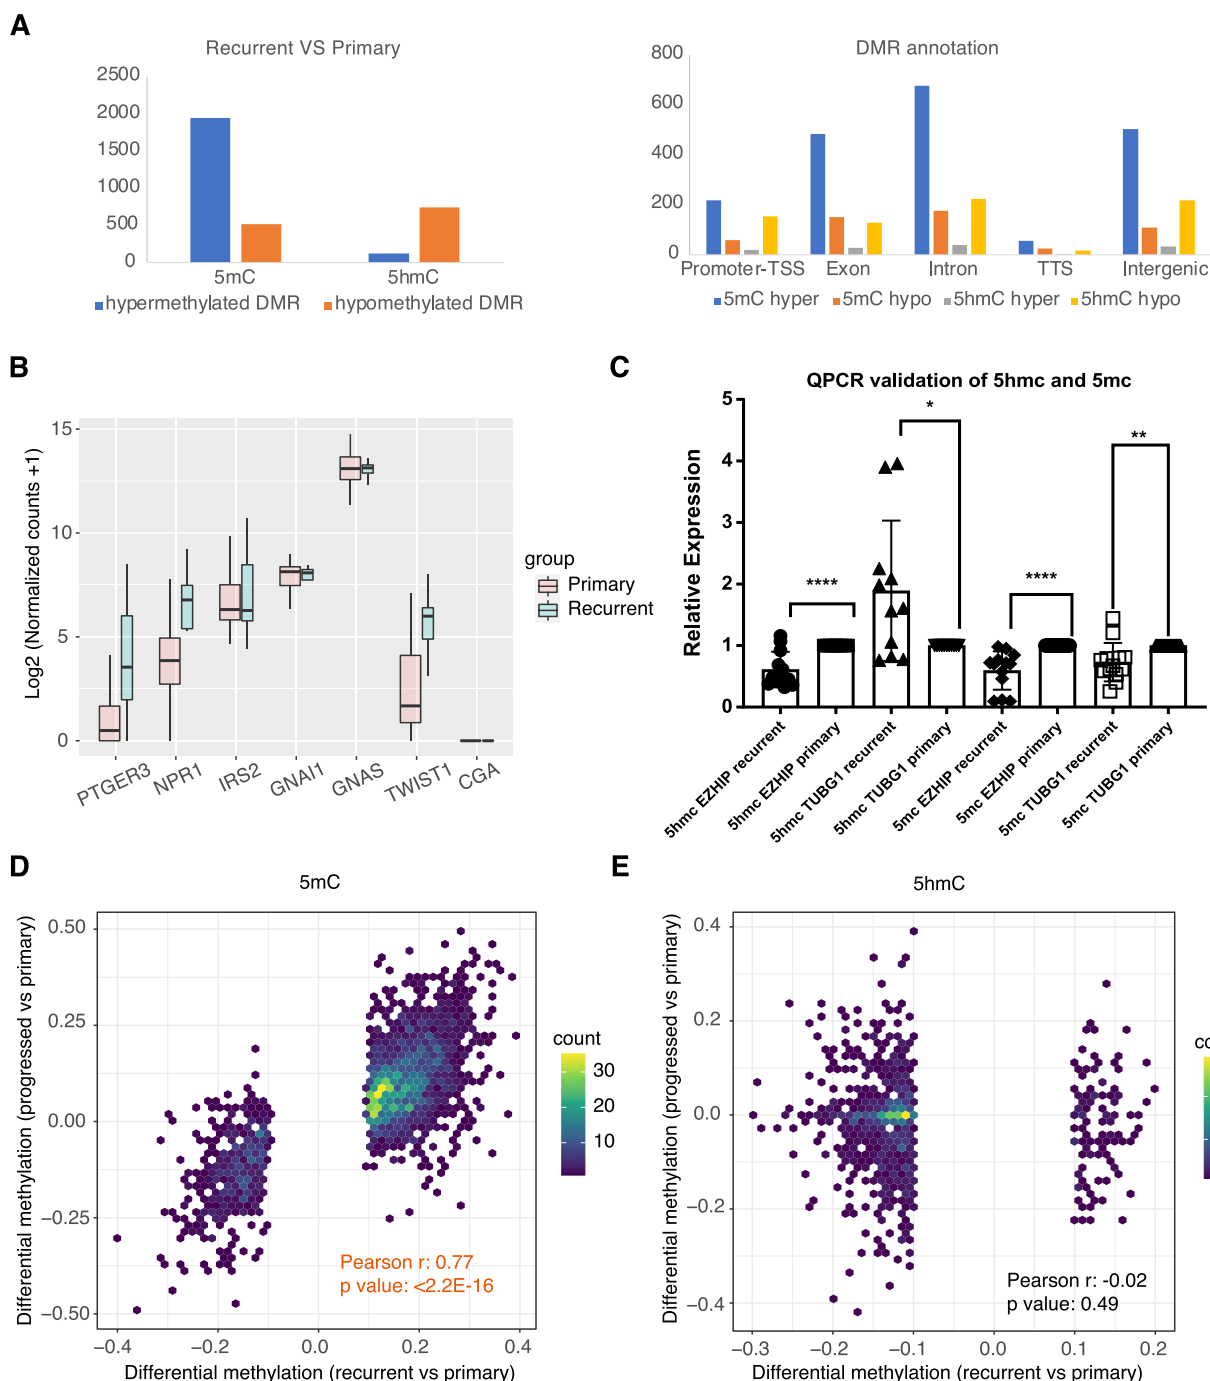 A
Recurrent VS Primary
2500
2000
1500
1000
500
0
5mC
5hmC
hypermethylated DMR
hypomethylated DMR
DMR annotation
800
600
400
200
0
Promoter-TSS
Exon
Intron
TTS
Intergenic
5mC hyper
5mC hypo
5hmC hyper
5hmC hypo
B
Log2 (Normalized counts +1)
15
10
5
0
PTGER3
NPR1
IRS2
GNAI1
GNAS
TWIST1
CGA
group
Primary
Recurrent
C
QPCR validation of 5hmc and 5mc
Relative Expression
5
4
3
2
1
0
****
*
****
**
5hmc EZHIP recurrent
5hmc EZHIP primary
5hmc TUBG1 recurrent
5hmc TUBG1 primary
5mc EZHIP recurrent
5mc EZHIP primary
5mc TUBG1 recurrent
5mc TUBG1 primary
D
5mC
Differential methylation (progressed vs primary)
0.50
0.25
0.00
−0.25
−0.50
−0.4
−0.2
0.0
0.2
0.4
Differential methylation (recurrent vs primary)
Pearson r: 0.77
p value: <2.2E-16
count
30
20
10
E
5hmC
Differential methylation (progressed vs primary)
0.4
0.2
0.0
−0.2
−0.4
−0.3
−0.2
−0.1
0.0
0.1
0.2
Differential methylation (recurrent vs primary)
Pearson r: -0.02
p value: 0.49